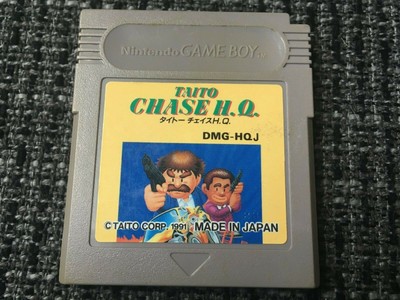 Nintendo GAME BOY
TAITO
CHASE H.Q.
タイトー チェイスH.Q.
DMG-HQJ
©TAITO CORP. 1991 MADE IN JAPAN